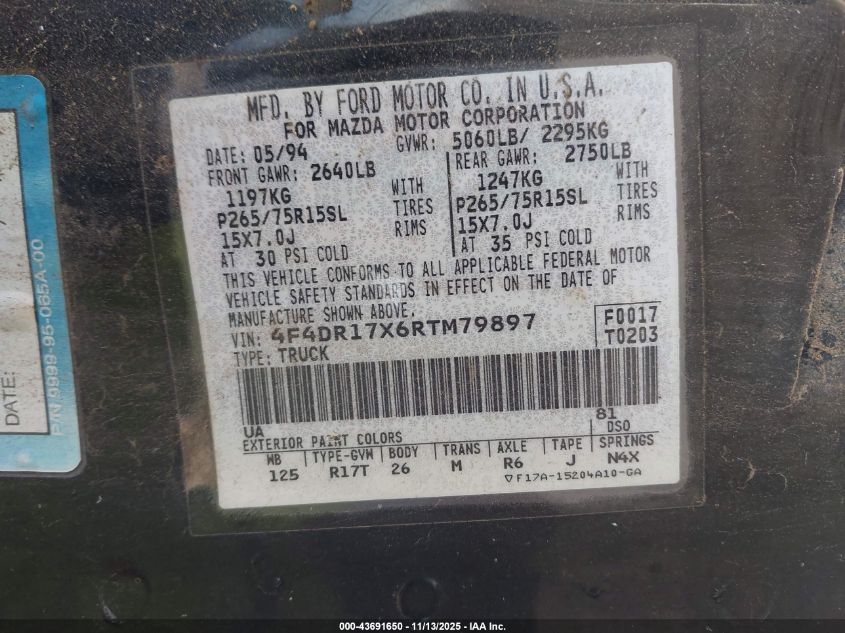 MFD. BY FORD MOTOR CO. IN U.S.A.
FOR MAZDA MOTOR CORPORATION
DATE: 05/94 GVWR: 5060LB/ 2295KG
FRONT GAWR: 2640LB REAR GAWR: 2750LB
1197KG WITH 1247KG WITH
P265/75R15SL TIRES P265/75R15SL TIRES
15X7.0J RIMS 15X7.0J RIMS
AT 30 PSI COLD AT 35 PSI COLD
THIS VEHICLE CONFORMS TO ALL APPLICABLE FEDERAL MOTOR
VEHICLE SAFETY STANDARDS IN EFFECT ON THE DATE OF
MANUFACTURE SHOWN ABOVE.
VIN: 4F4DR17X6RTM79897 F0017
TYPE: TRUCK T0203
UA 81
EXTERIOR PAINT COLORS DSO
WB TYPE-GVW BODY TRANS AXLE TAPE SPRINGS
125 R17T 26 M R6 J N4X
F17A-15204A10-GA
DATE:
P/N 9999-95-065A-00
000-43691650 - 11/13/2025 - IAA Inc.